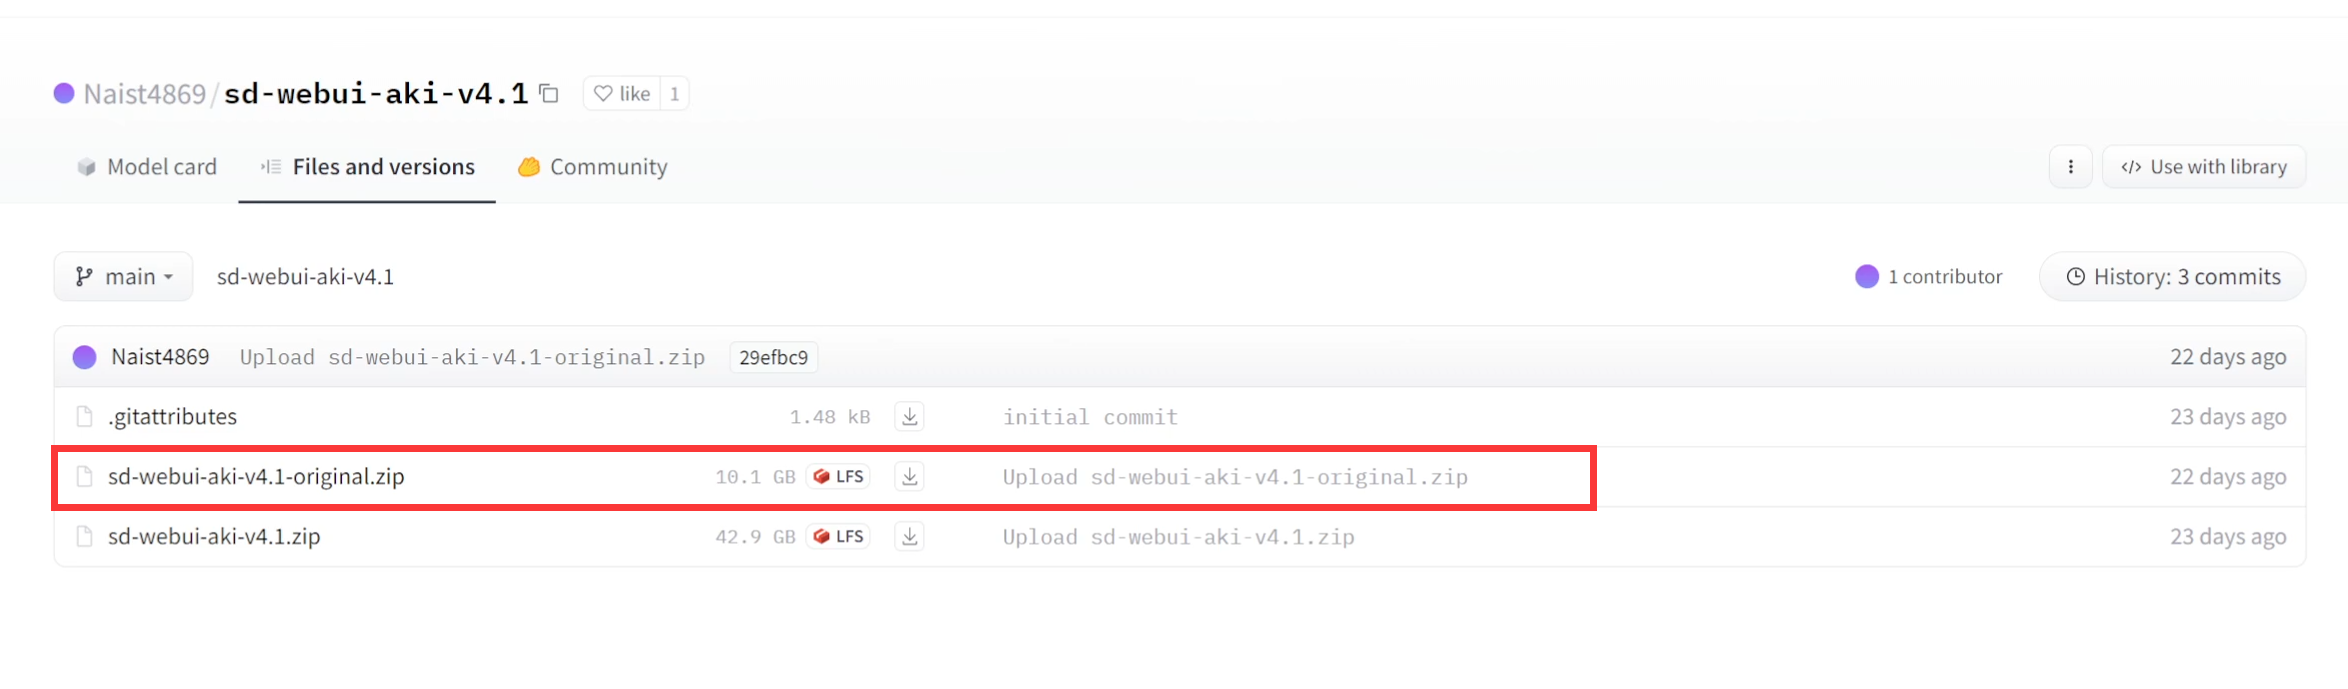 Naist4869/sd-webui-aki-v4.1 like 1
Model card Files and versions Community </> Use with library
main sd-webui-aki-v4.1 1 contributor History: 3 commits
Naist4869 Upload sd-webui-aki-v4.1-original.zip 29efbc9 22 days ago
.gitattributes 1.48 kB initial commit 23 days ago
sd-webui-aki-v4.1-original.zip 10.1 GB LFS Upload sd-webui-aki-v4.1-original.zip 22 days ago
sd-webui-aki-v4.1.zip 42.9 GB LFS Upload sd-webui-aki-v4.1.zip 23 days ago